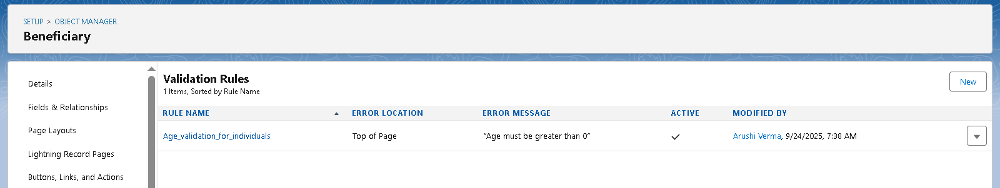 SETUP > OBJECT MANAGER
Beneficiary
Details
Fields & Relationships
Page Layouts
Lightning Record Pages
Buttons, Links, and Actions
Validation Rules
1 Items, Sorted by Rule Name
New
RULE NAME ERROR LOCATION ERROR MESSAGE ACTIVE MODIFIED BY
Age_validation_for_individuals Top of Page "Age must be greater than 0" Arushi Verma, 9/24/2025, 7:38 AM